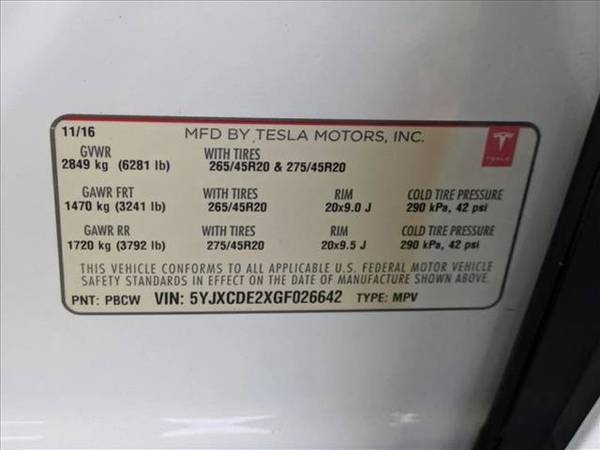 11/16 MFD BY TESLA MOTORS, INC.
GVWR WITH TIRES
2849 kg (6281 lb) 265/45R20 & 275/45R20
TESLA
GAWR FRT WITH TIRES RIM COLD TIRE PRESSURE
1470 kg (3241 lb) 265/45R20 20x9.0 J 290 kPa, 42 psi
GAWR RR WITH TIRES RIM COLD TIRE PRESSURE
1720 kg (3792 lb) 275/45R20 20x9.5 J 290 kPa, 42 psi
THIS VEHICLE CONFORMS TO ALL APPLICABLE U.S. FEDERAL MOTOR VEHICLE
SAFETY STANDARDS IN EFFECT ON THE DATE OF MANUFACTURE SHOWN ABOVE.
PNT: PBCW VIN: 5YJXCDE2XGF026642 TYPE: MPV